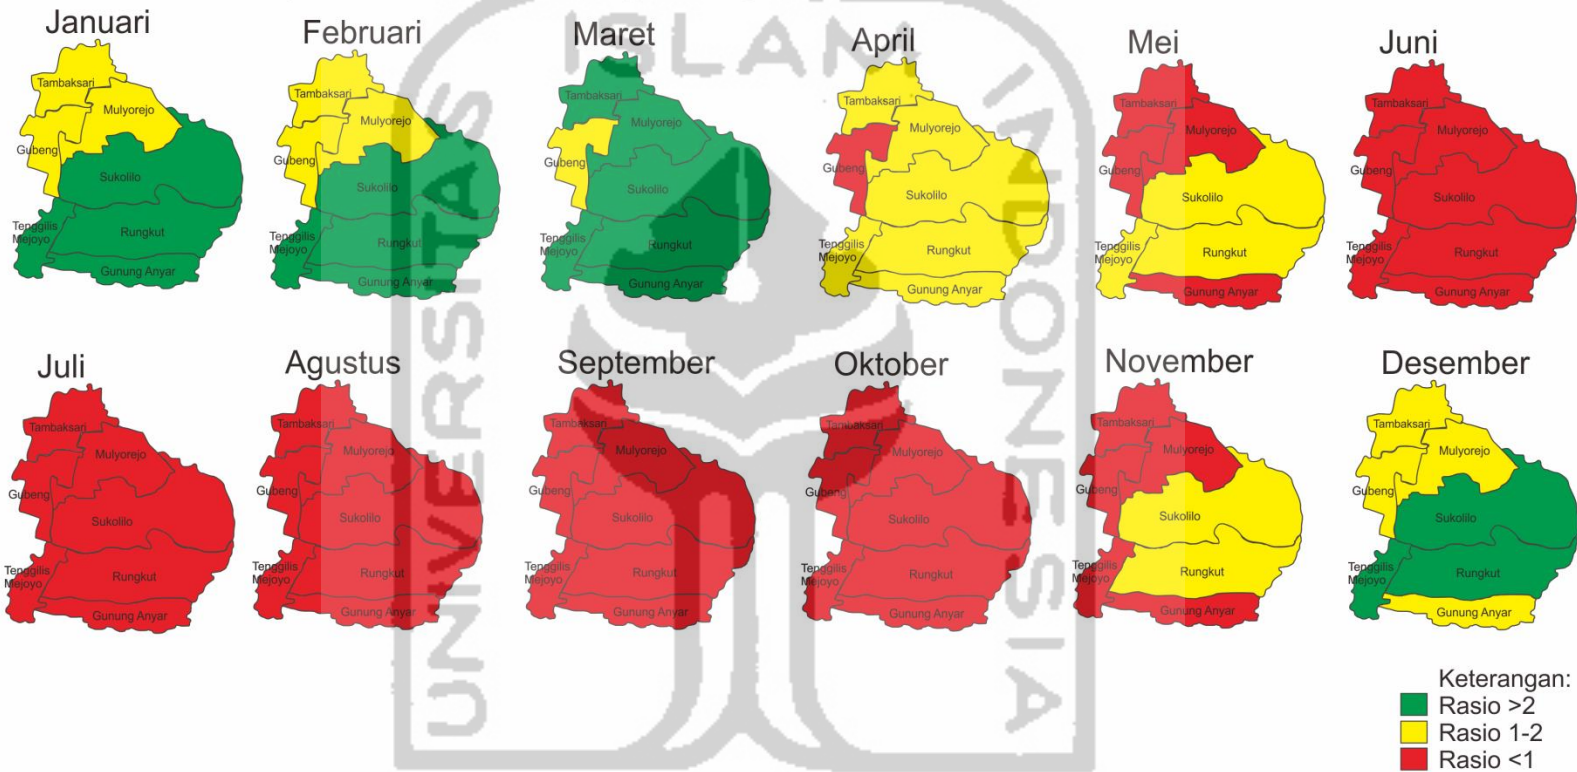 Januari
Tambaksari
Mulyorejo
Gubeng
Sukolilo
Tenggilis
Mejoyo
Rungkut
Gunung Anyar
Februari
Tambaksari
Mulyorejo
Gubeng
Sukolilo
Tenggilis
Mejoyo
Rungkut
Gunung Anyar
Maret
Tambaksari
Mulyorejo
Gubeng
Sukolilo
Tenggilis
Mejoyo
Rungkut
Gunung Anyar
April
Tambaksari
Mulyorejo
Gubeng
Sukolilo
Tenggilis
Mejoyo
Rungkut
Gunung Anyar
Mei
Tambaksari
Mulyorejo
Gubeng
Sukolilo
Tenggilis
Mejoyo
Rungkut
Gunung Anyar
Juni
Tambaksari
Mulyorejo
Gubeng
Sukolilo
Tenggilis
Mejoyo
Rungkut
Gunung Anyar
Juli
Tambaksari
Mulyorejo
Gubeng
Sukolilo
Tenggilis
Mejoyo
Rungkut
Gunung Anyar
Agustus
Tambaksari
Mulyorejo
Gubeng
Sukolilo
Tenggilis
Mejoyo
Rungkut
Gunung Anyar
September
Tambaksari
Mulyorejo
Gubeng
Sukolilo
Tenggilis
Mejoyo
Rungkut
Gunung Anyar
Oktober
Tambaksari
Mulyorejo
Gubeng
Sukolilo
Tenggilis
Mejoyo
Rungkut
Gunung Anyar
November
Tambaksari
Mulyorejo
Gubeng
Sukolilo
Tenggilis
Mejoyo
Rungkut
Gunung Anyar
Desember
Tambaksari
Mulyorejo
Gubeng
Sukolilo
Tenggilis
Mejoyo
Rungkut
Gunung Anyar
Keterangan:
Rasio >2
Rasio 1-2
Rasio <1
UNIVERSITAS
ISLAM
INDONESIA